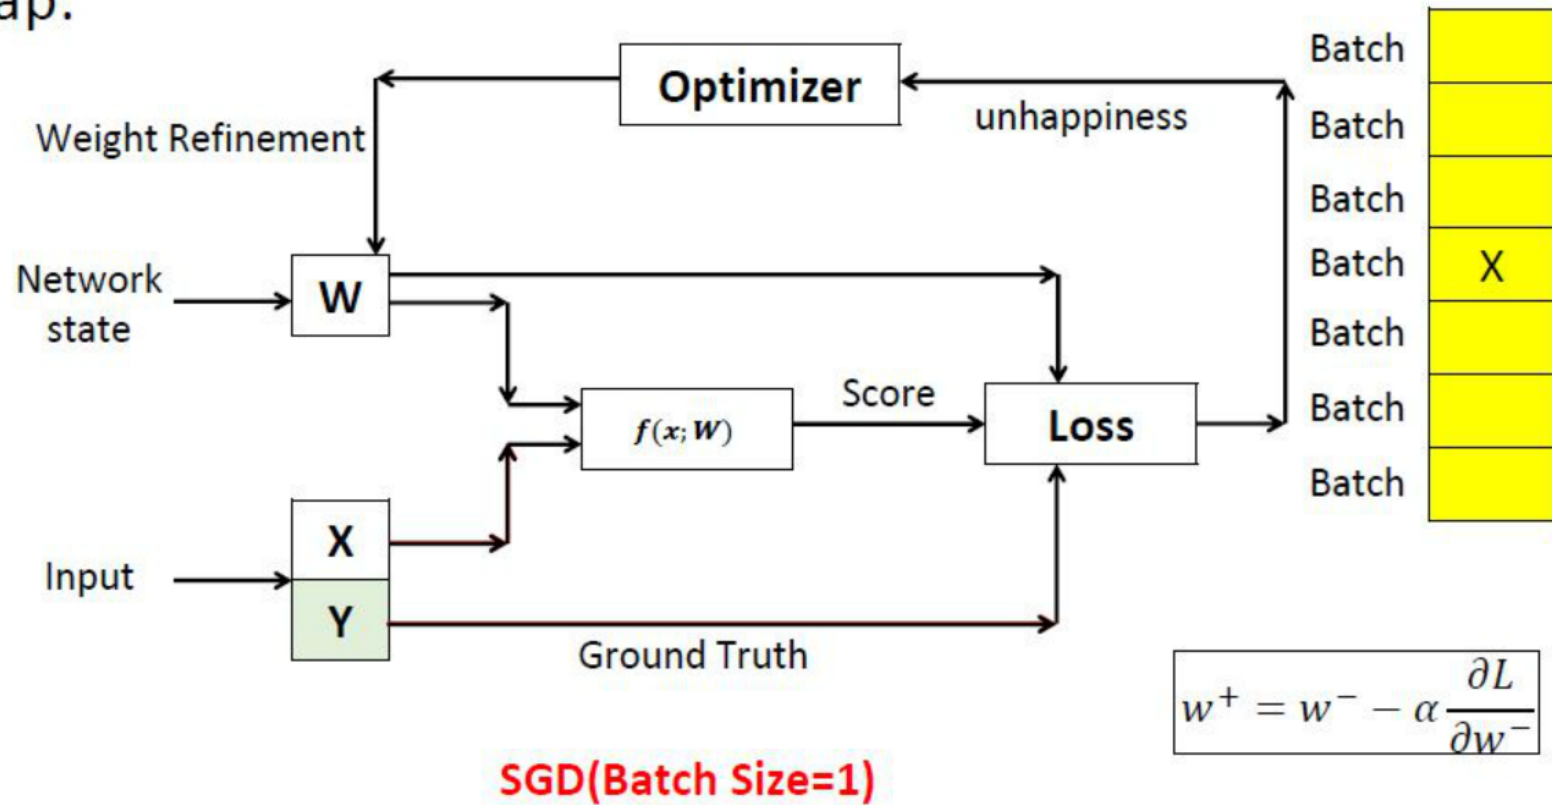 ap:
Optimizer
unhappiness
Weight Refinement
Network
state
W
f(x; W)
Score
Loss
X
Input
Y
Ground Truth
Batch
Batch
Batch
Batch X
Batch
Batch
Batch
w⁺ = w⁻ − α ∂L/∂w⁻
SGD(Batch Size=1)